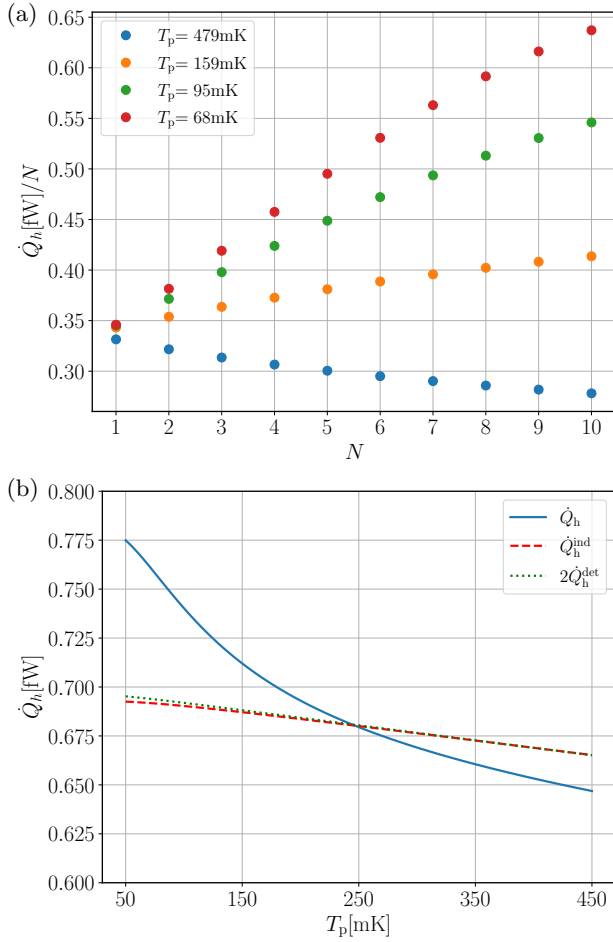 (a)
0.65
0.60
0.55
0.50
0.45
0.40
0.35
0.30
Q̇_h[fW]/N
T_p= 479mK
T_p= 159mK
T_p= 95mK
T_p= 68mK
1 2 3 4 5 6 7 8 9 10
N
(b)
0.800
0.775
0.750
0.725
0.700
0.675
0.650
0.625
0.600
Q̇_h[fW]
Q̇_h
Q̇_h^ind
2Q̇_h^det
50 150 250 350 450
T_p[mK]